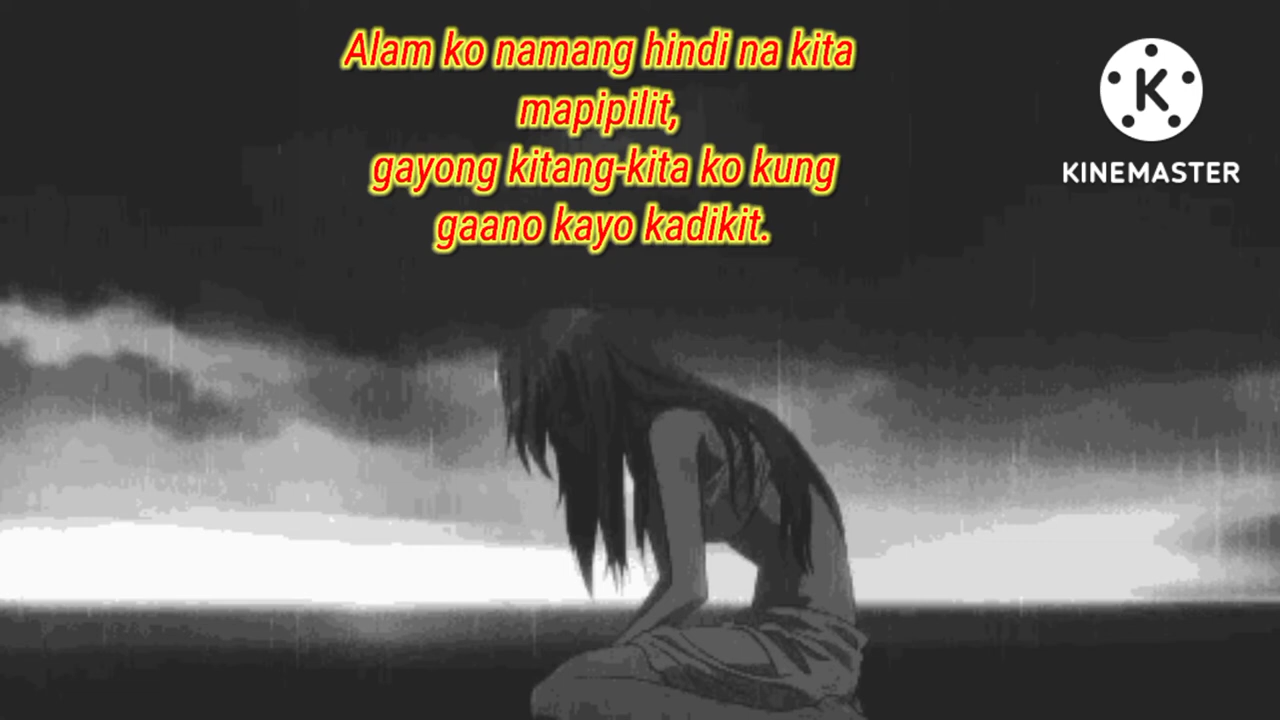 Alam ko namang hindi na kita
mapipilit,
gayong kitang-kita ko kung
gaano kayo kadikit.
K
KINEMASTER